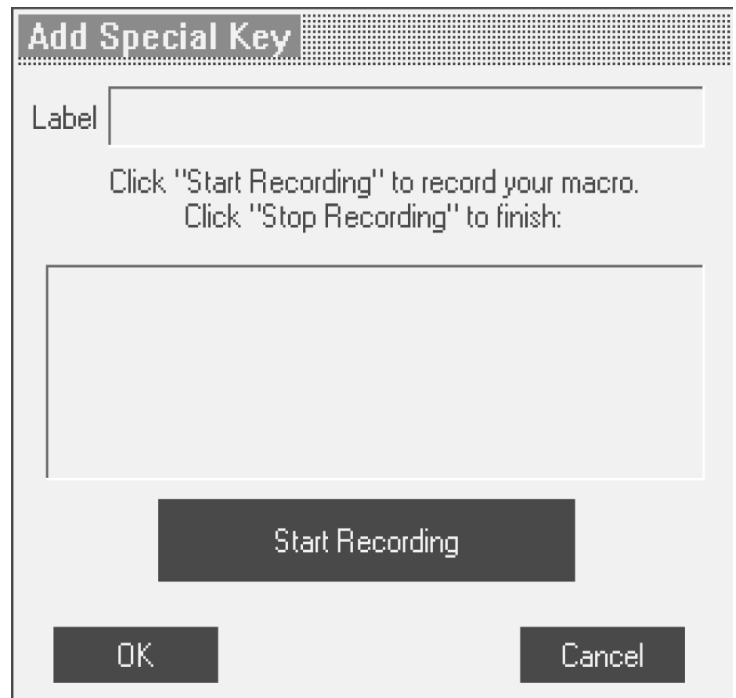 Add Special Key
Label
Click "Start Recording" to record your macro.
Click "Stop Recording" to finish:
Start Recording
OK
Cancel